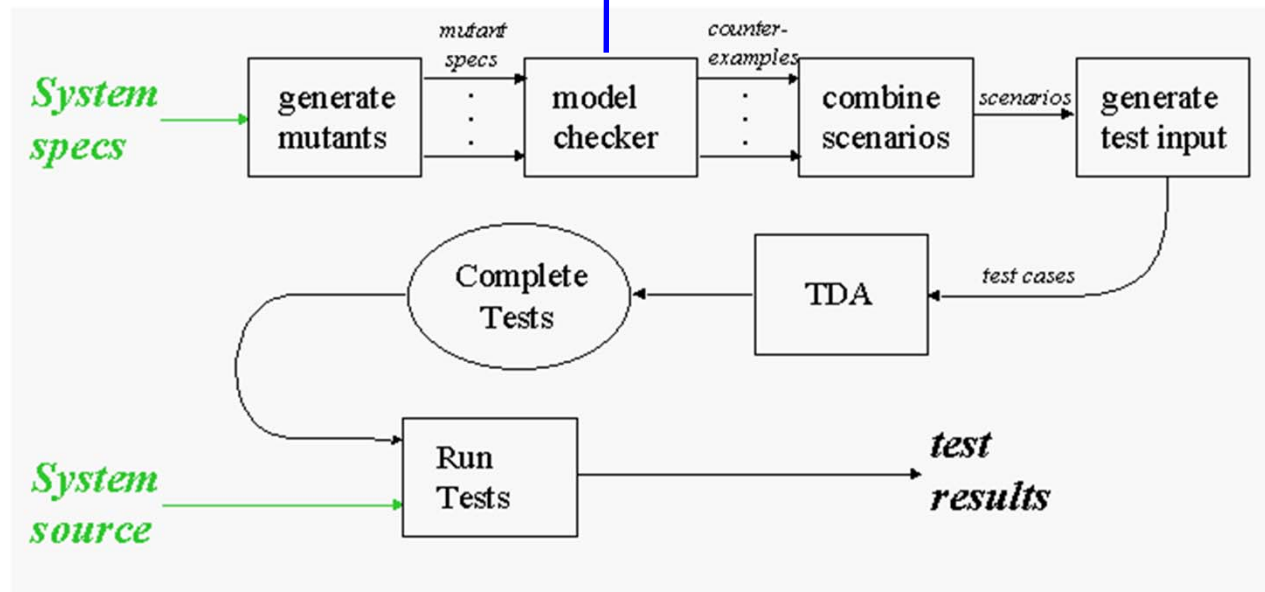 mutant
specs
counter-
examples
System
specs
generate
mutants
model
checker
combine
scenarios
scenarios
generate
test input
Complete
Tests
TDA
test cases
System
source
Run
Tests
test
results